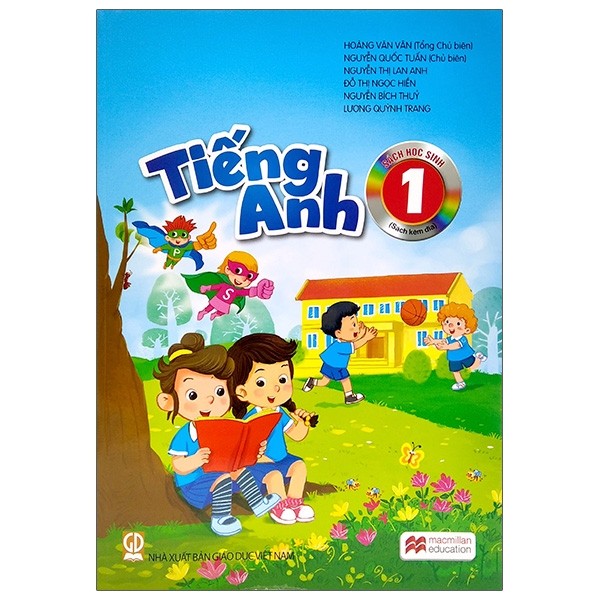 HOÀNG VĂN VÂN (Tổng Chủ biên)
NGUYỄN QUỐC TUẤN (Chủ biên)
NGUYỄN THỊ LAN ANH
ĐỖ THỊ NGỌC HIỀN
NGUYỄN BÍCH THUỶ
LƯƠNG QUỲNH TRANG
Tiếng
Anh
SÁCH HỌC SINH
1
(Sách kèm đĩa)
P
S
GD
NHÀ XUẤT BẢN GIÁO DỤC VIỆT NAM
macmillan
education